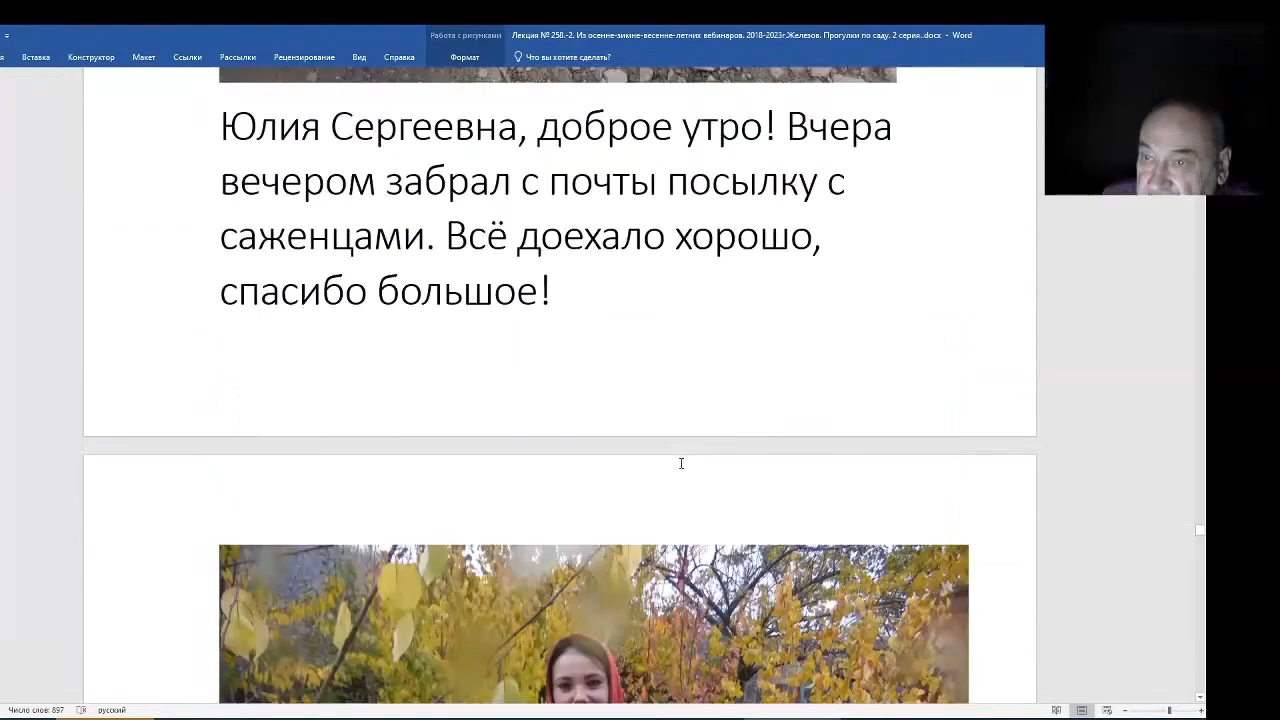 Работа с рисунками
Лекция № 258.-2. Из осенне-зимне-весенне-летних вебинаров. 2018-2023г.Железов. Прогулки по саду. 2 серия..docx - Word
Вставка Конструктор Макет Ссылки Рассылки Рецензирование Вид Справка Формат Что вы хотите сделать?
Юлия Сергеевна, доброе утро! Вчера
вечером забрал с почты посылку с
саженцами. Всё доехало хорошо,
спасибо большое!
Число слов: 897 русский